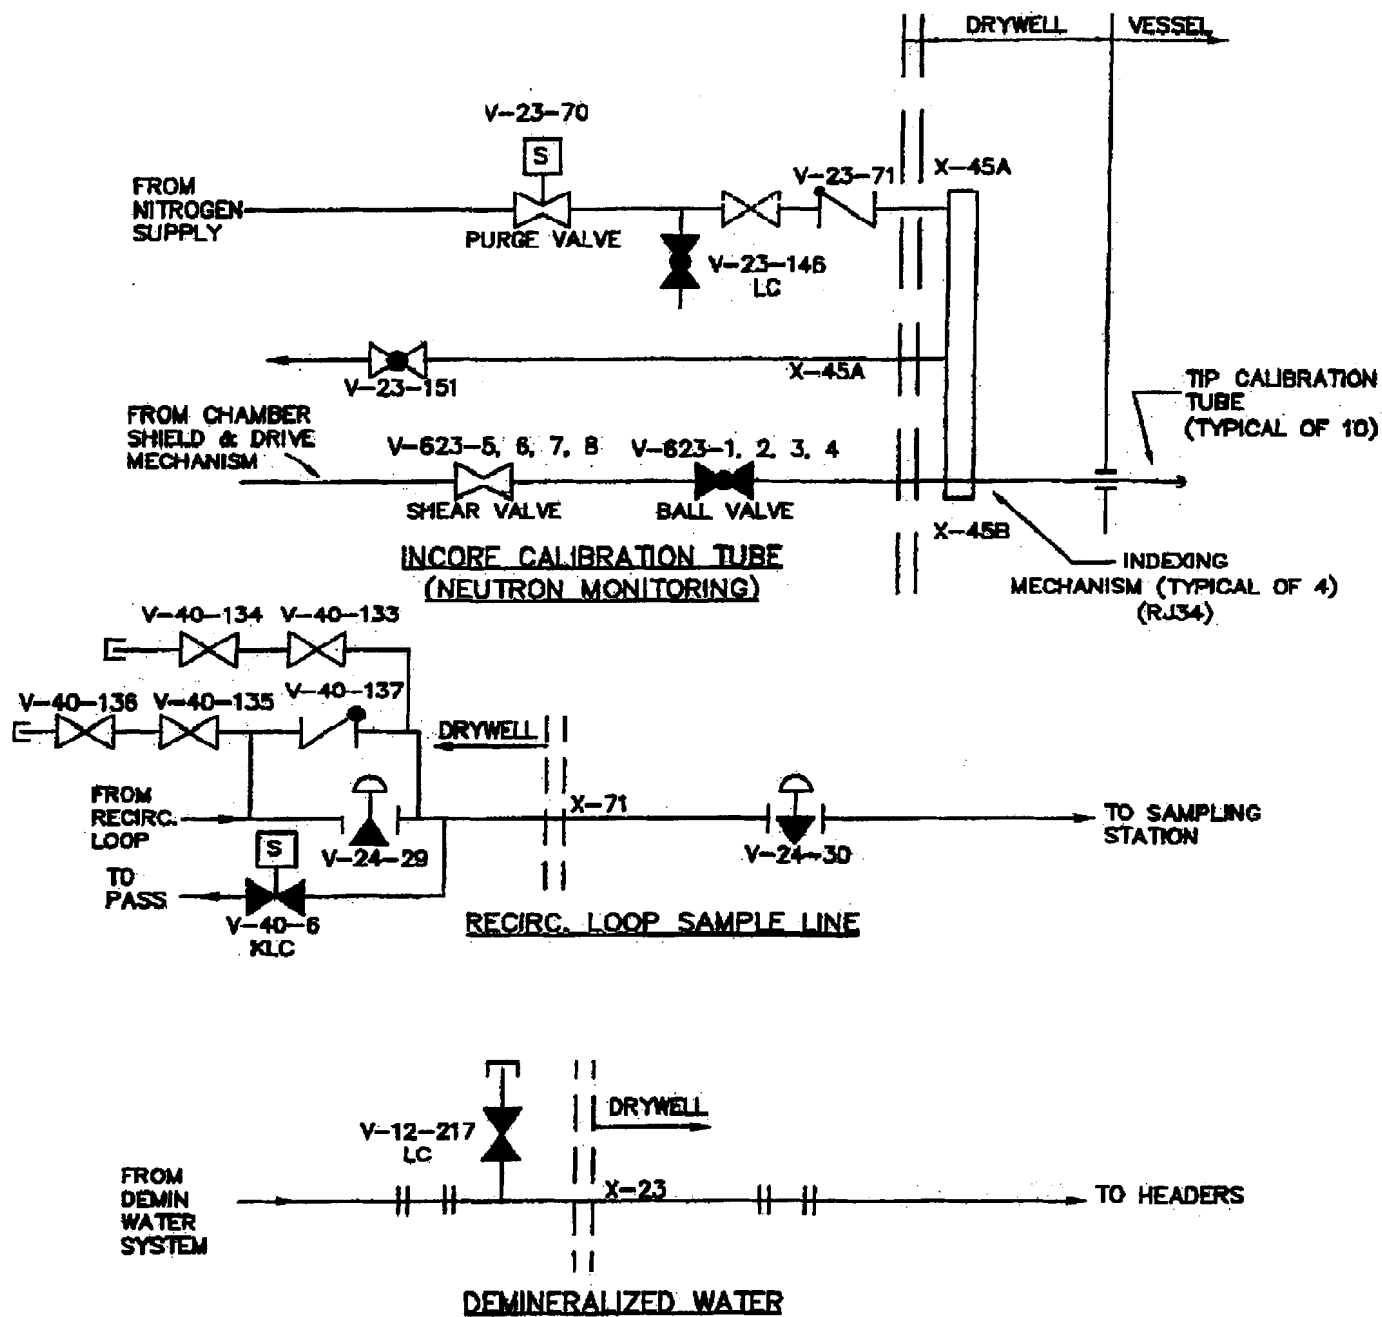 DRYWELL
VESSEL
V-23-70
S
V-23-71
X-45A
FROM
NITROGEN
SUPPLY
PURGE VALVE
V-23-146
LC
X-45A
V-23-151
TIP CALIBRATION
TUBE
(TYPICAL OF 10)
FROM CHAMBER
SHIELD & DRIVE
MECHANISM
V-623-5, 6, 7, 8
V-623-1, 2, 3, 4
SHEAR VALVE
BALL VALVE
X-45B
INCORE CALIBRATION TUBE
(NEUTRON MONITORING)
INDEXING
MECHANISM (TYPICAL OF 4)
(RJ34)
V-40-134
V-40-133
V-40-136
V-40-135
V-40-137
DRYWELL
FROM
RECIRC.
LOOP
X-71
TO SAMPLING
STATION
S
V-24-29
V-24-30
TO
PASS
V-40-6
KLC
RECIRC. LOOP SAMPLE LINE
DRYWELL
V-12-217
LC
FROM
DEMIN
WATER
SYSTEM
X-23
TO HEADERS
DEMINERALIZED WATER